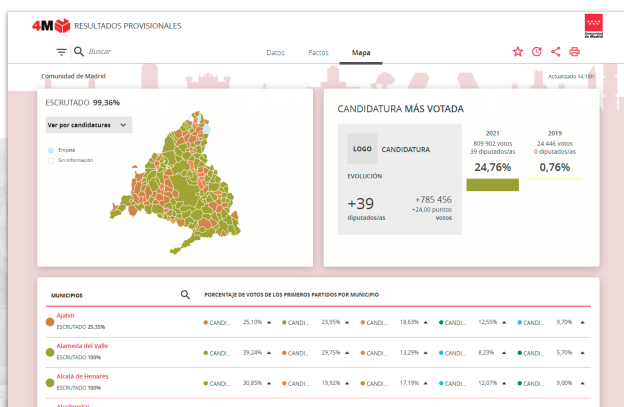 4M RESULTADOS PROVISIONALES
Comunidad de Madrid
Buscar
Datos Pactos Mapa
Comunidad de Madrid
Actualizado 14:18h
ESCRUTADO 99,36%
Ver por candidaturas
Empate
Sin Información
CANDIDATURA MÁS VOTADA
LOGO CANDIDATURA
EVOLUCIÓN
+39
diputados/as
+785 456
+24,00 puntos
votos
2021
809 902 votos
39 diputados/as
24,76%
2019
24 446 votos
0 diputados/as
0,76%
MUNICIPIOS
PORCENTAJE DE VOTOS DE LOS PRIMEROS PARTIDOS POR MUNICIPIO
Ajalvir
ESCRUTADO 25,35%
CANDI... 25,10% CANDI... 23,95% CANDI... 18,63% CANDI... 12,55% CANDI... 9,70%
Alameda del Valle
ESCRUTADO 100%
CANDI... 39,24% CANDI... 29,75% CANDI... 13,29% CANDI... 8,23% CANDI... 5,70%
Alcalá de Henares
ESCRUTADO 100%
CANDI... 30,85% CANDI... 19,92% CANDI... 17,19% CANDI... 12,07% CANDI... 9,00%
Alcobendas